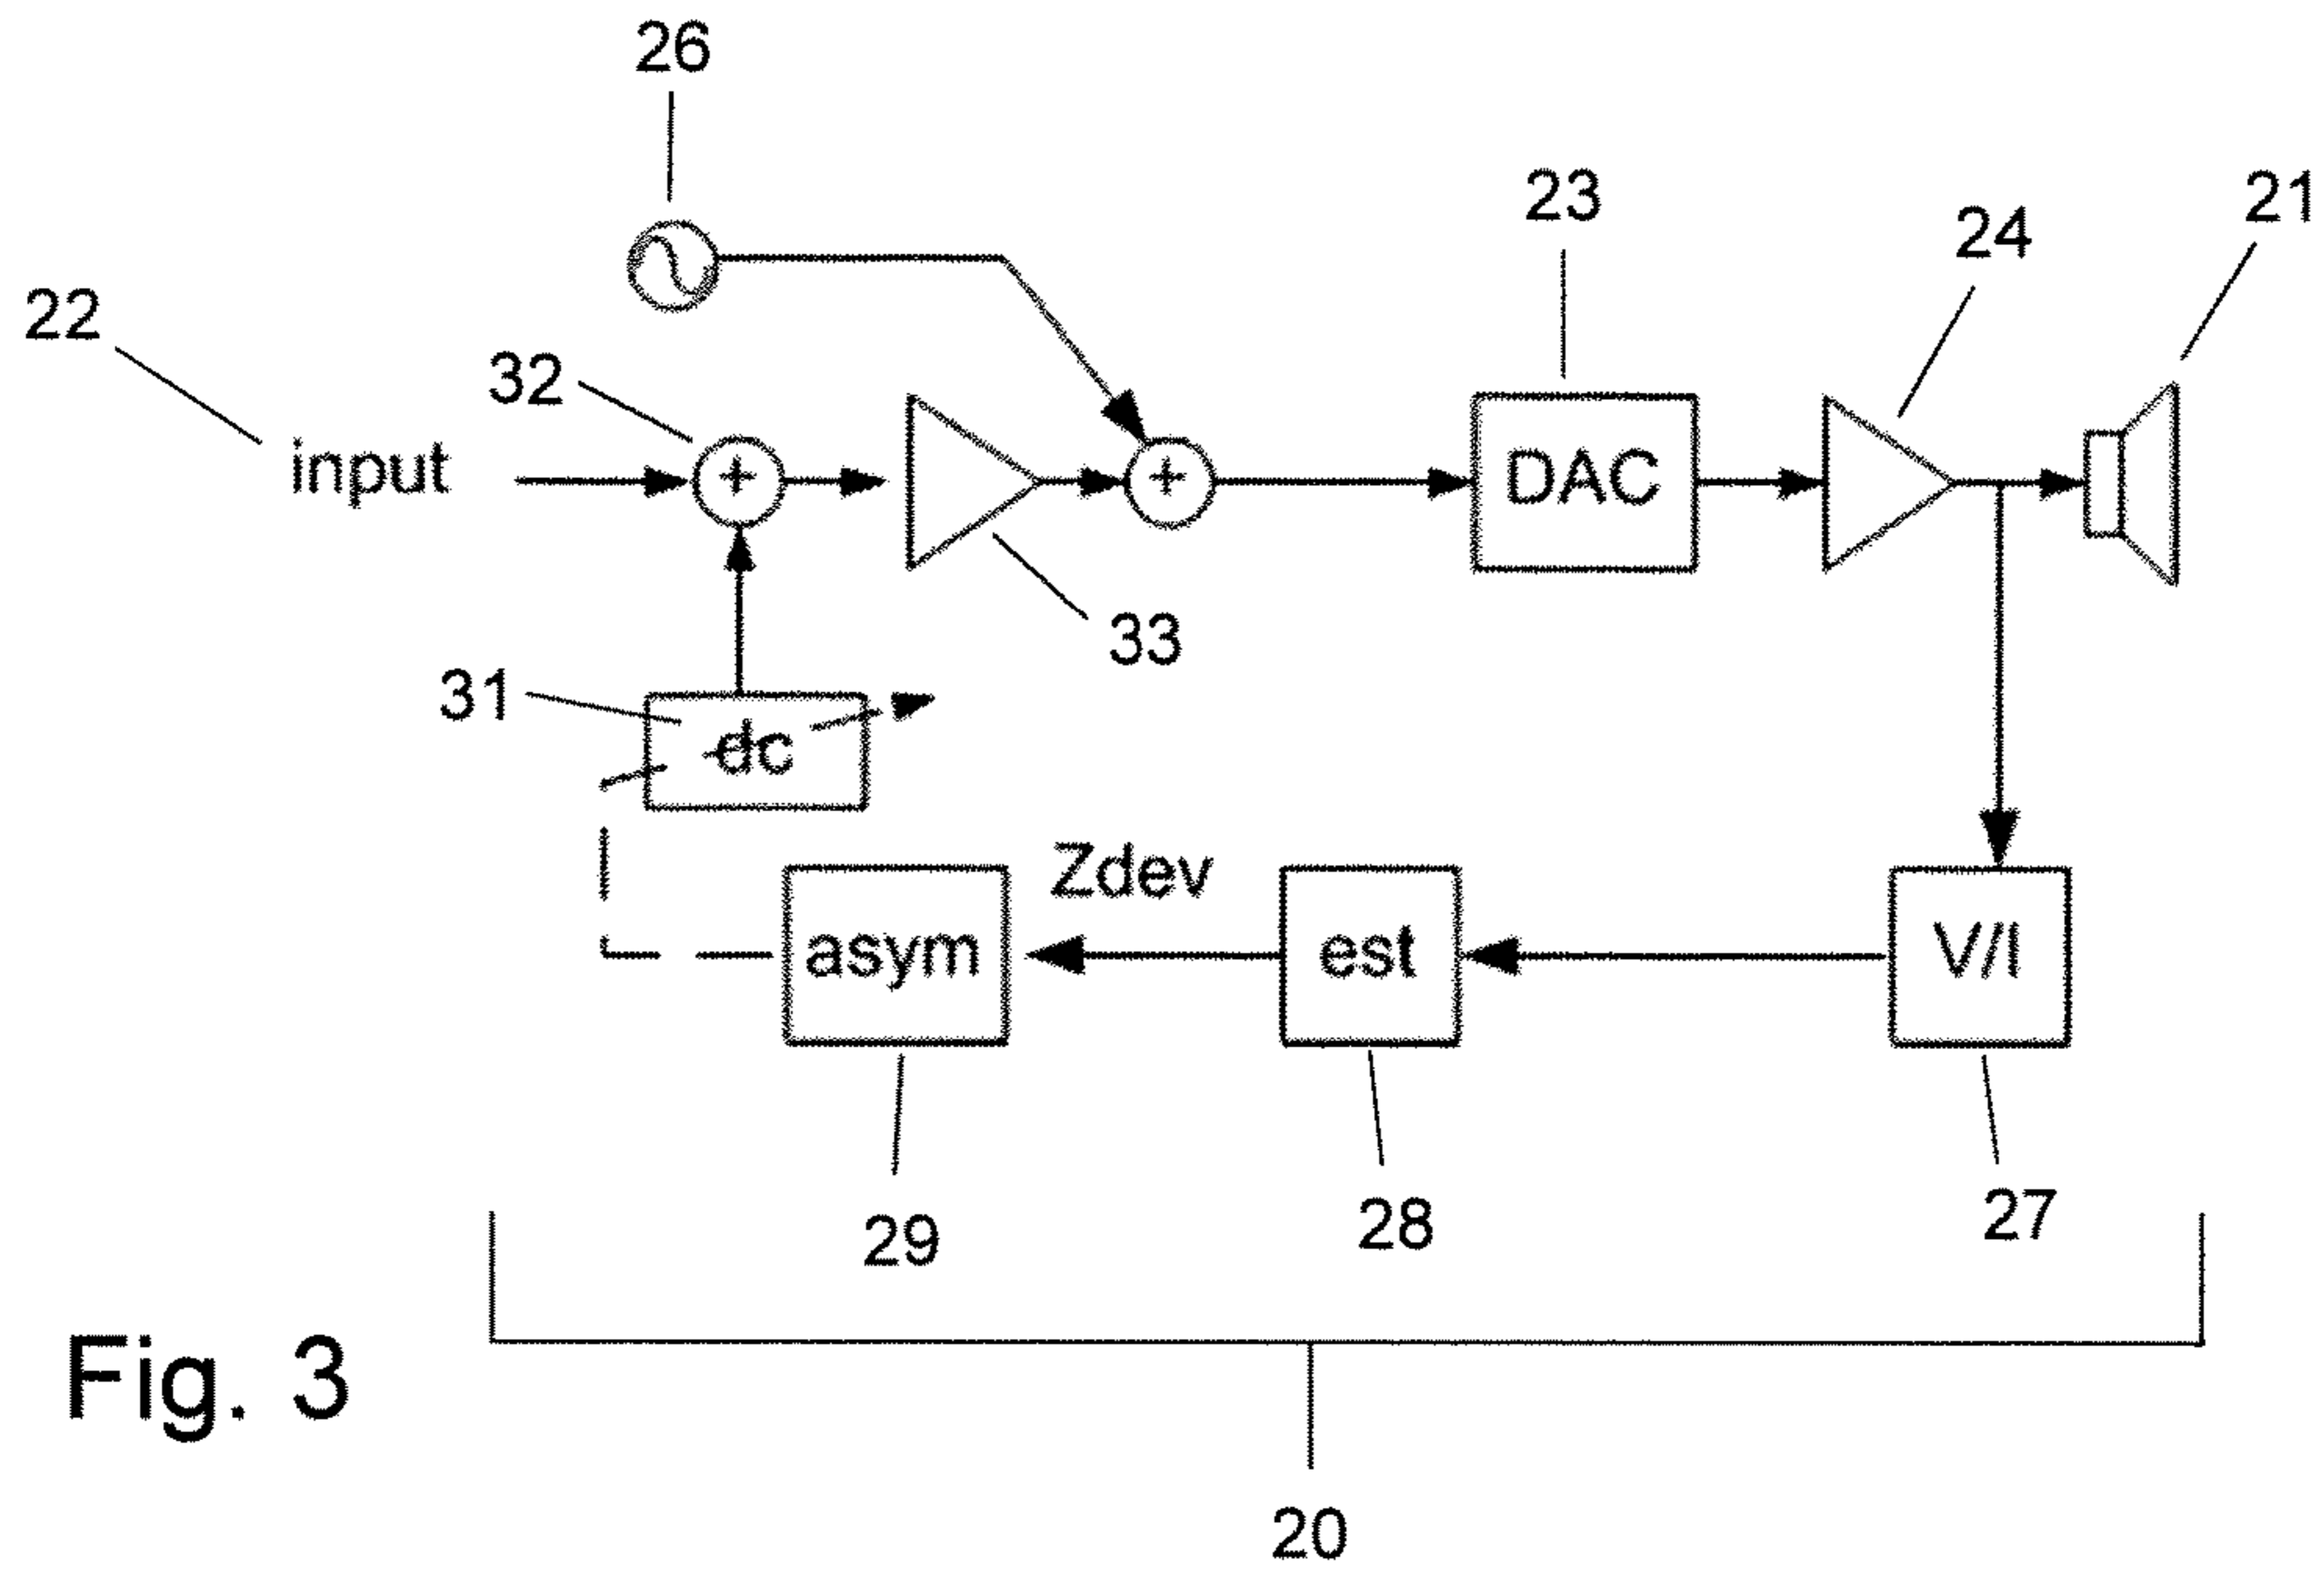 26
23
21
24
22
32
input
+
+
DAC
33
31
dc
Zdev
asym
est
V/I
29
28
27
Fig. 3
20